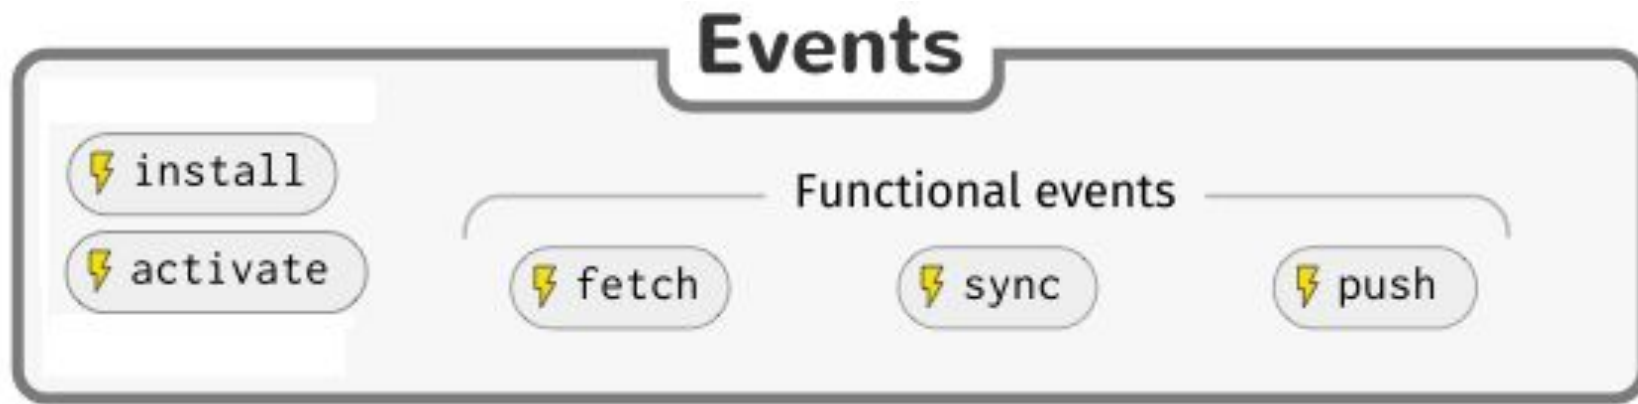 Events
install
activate
Functional events
fetch
sync
push